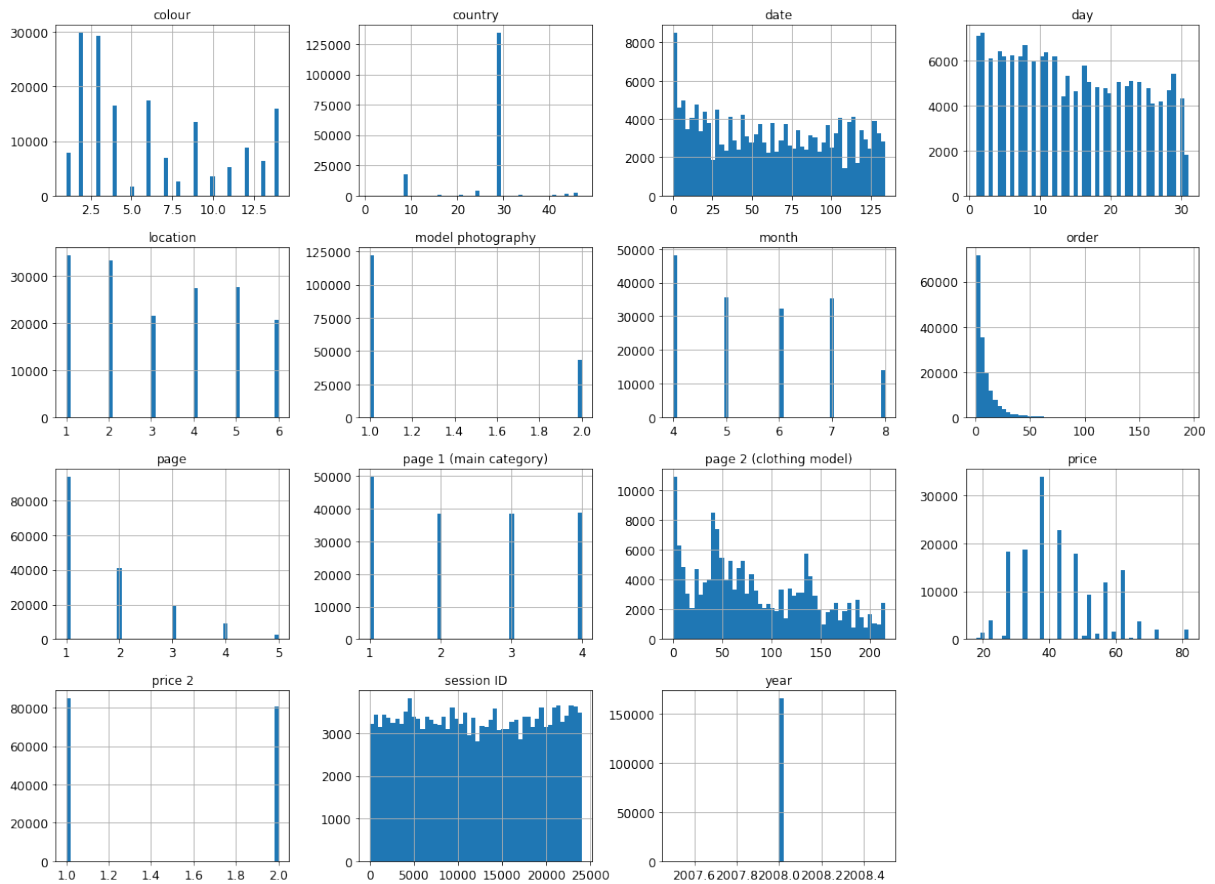 colour
30000
20000
10000
0
2.5 5.0 7.5 10.0 12.5
country
125000
100000
75000
50000
25000
0
0 20 40
date
8000
6000
4000
2000
0
0 25 50 75 100 125
day
6000
4000
2000
0
0 10 20 30
location
30000
20000
10000
0
1 2 3 4 5 6
model photography
125000
100000
75000
50000
25000
0
1.0 1.2 1.4 1.6 1.8 2.0
month
50000
40000
30000
20000
10000
0
4 5 6 7 8
order
60000
40000
20000
0
0 50 100 150 200
page
80000
60000
40000
20000
0
1 2 3 4 5
page 1 (main category)
50000
40000
30000
20000
10000
0
1 2 3 4
page 2 (clothing model)
10000
8000
6000
4000
2000
0
0 50 100 150 200
price
30000
20000
10000
0
20 40 60 80
price 2
80000
60000
40000
20000
0
1.0 1.2 1.4 1.6 1.8 2.0
session ID
3000
2000
1000
0
0 5000 10000 15000 20000 25000
year
150000
100000
50000
0
2007.6 2007.8 2008.0 2008.2 2008.4